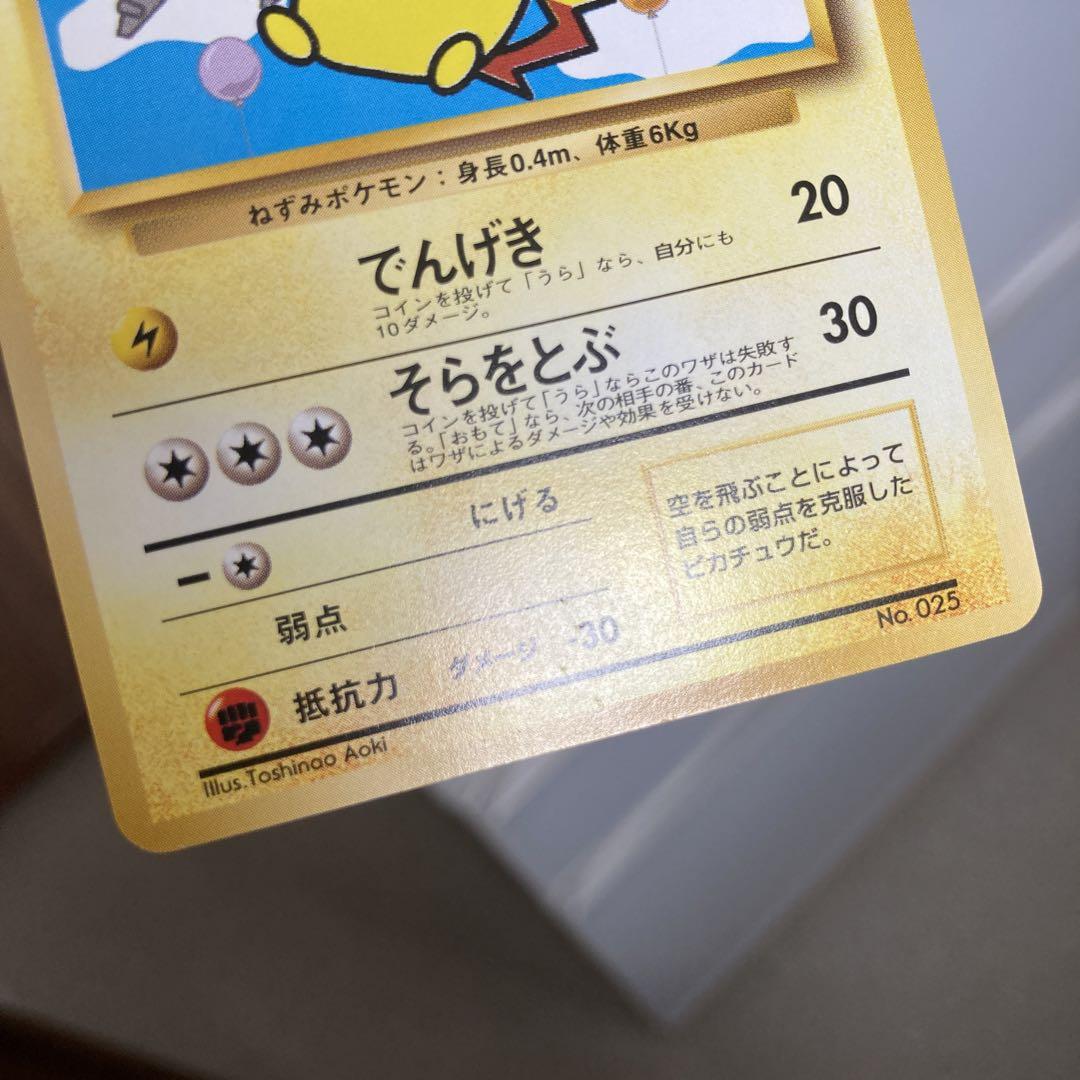 ねずみポケモン：身長0.4m、体重6Kg
でんげき 20
コインを投げて「うら」なら、自分にも
10ダメージ。
そらをとぶ 30
コインを投げて「うら」ならこのワザは失敗す
る。「おもて」なら、次の相手の番、このカード
はワザによるダメージや効果を受けない。
にげる
弱点
抵抗力 ダメージ -30
空を飛ぶことによって
自らの弱点を克服した
ピカチュウだ。
No. 025
Illus.Toshinao Aoki